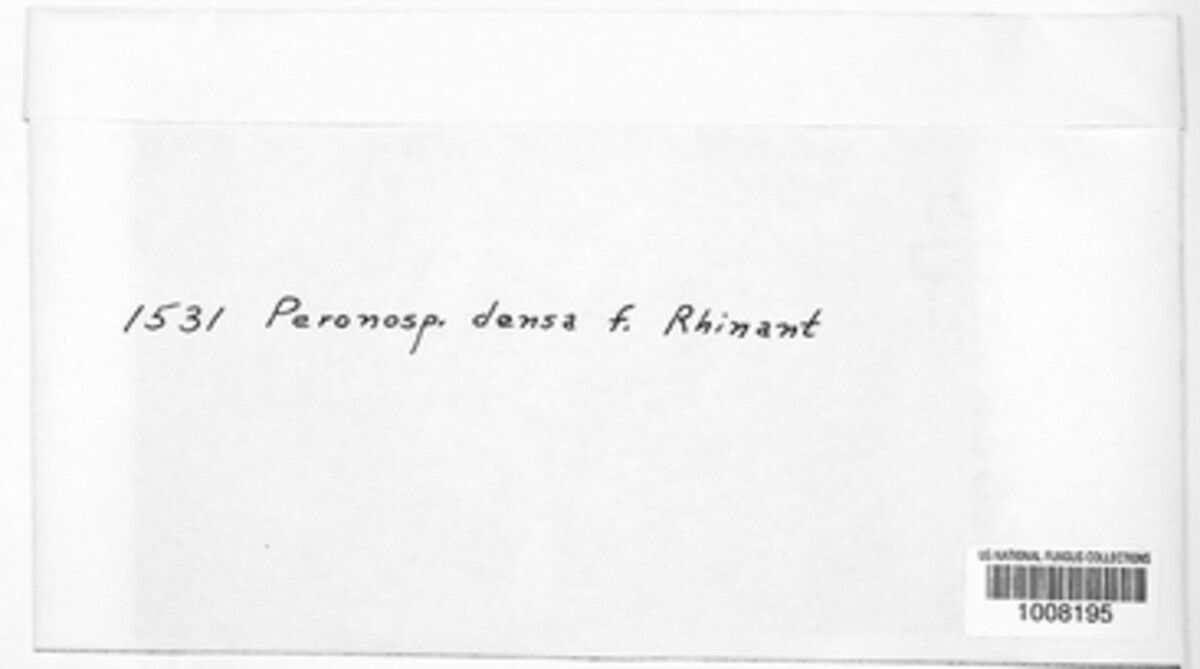 1531 Peronosp. densa f. Rhinant
US NATIONAL FUNGUS COLLECTIONS
1008195